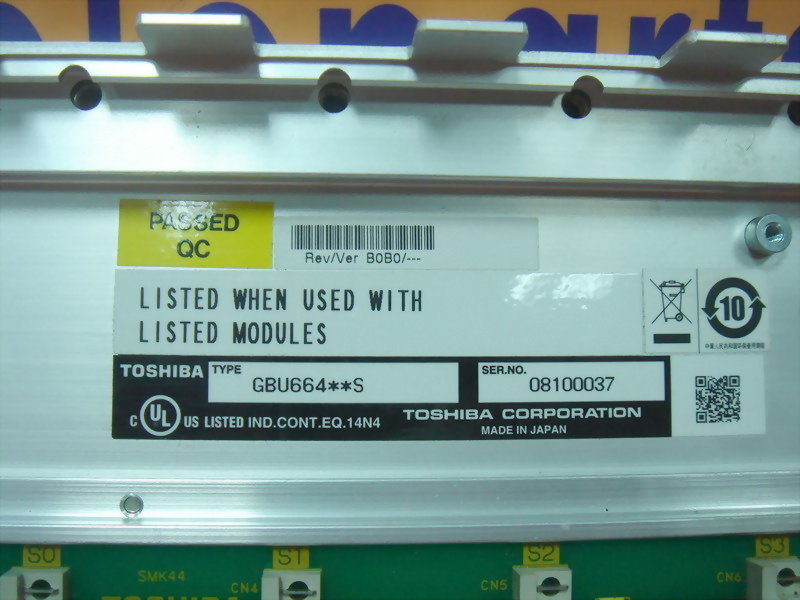 PASSED
QC
Rev/Ver B0B0/---
LISTED WHEN USED WITH
LISTED MODULES
10
TOSHIBA TYPE GBU664**S SER.NO. 08100037
C UL US LISTED IND.CONT.EQ.14N4 TOSHIBA CORPORATION
MADE IN JAPAN
S0 S1 S2 S3
SMK44 CN4 CN5 CN6